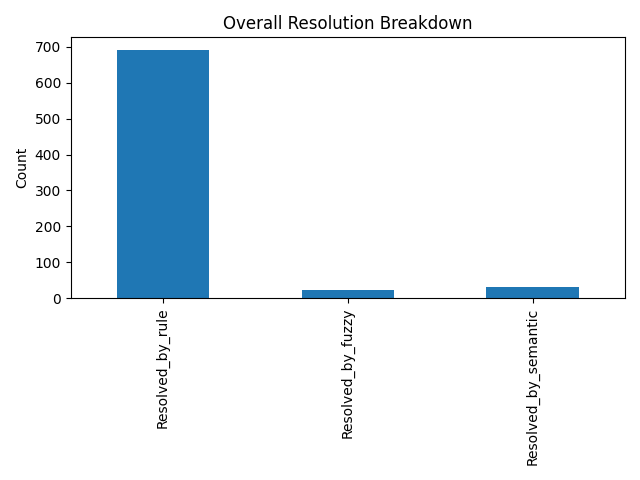 Overall Resolution Breakdown
Count
700
600
500
400
300
200
100
0
Resolved_by_rule
Resolved_by_fuzzy
Resolved_by_semantic